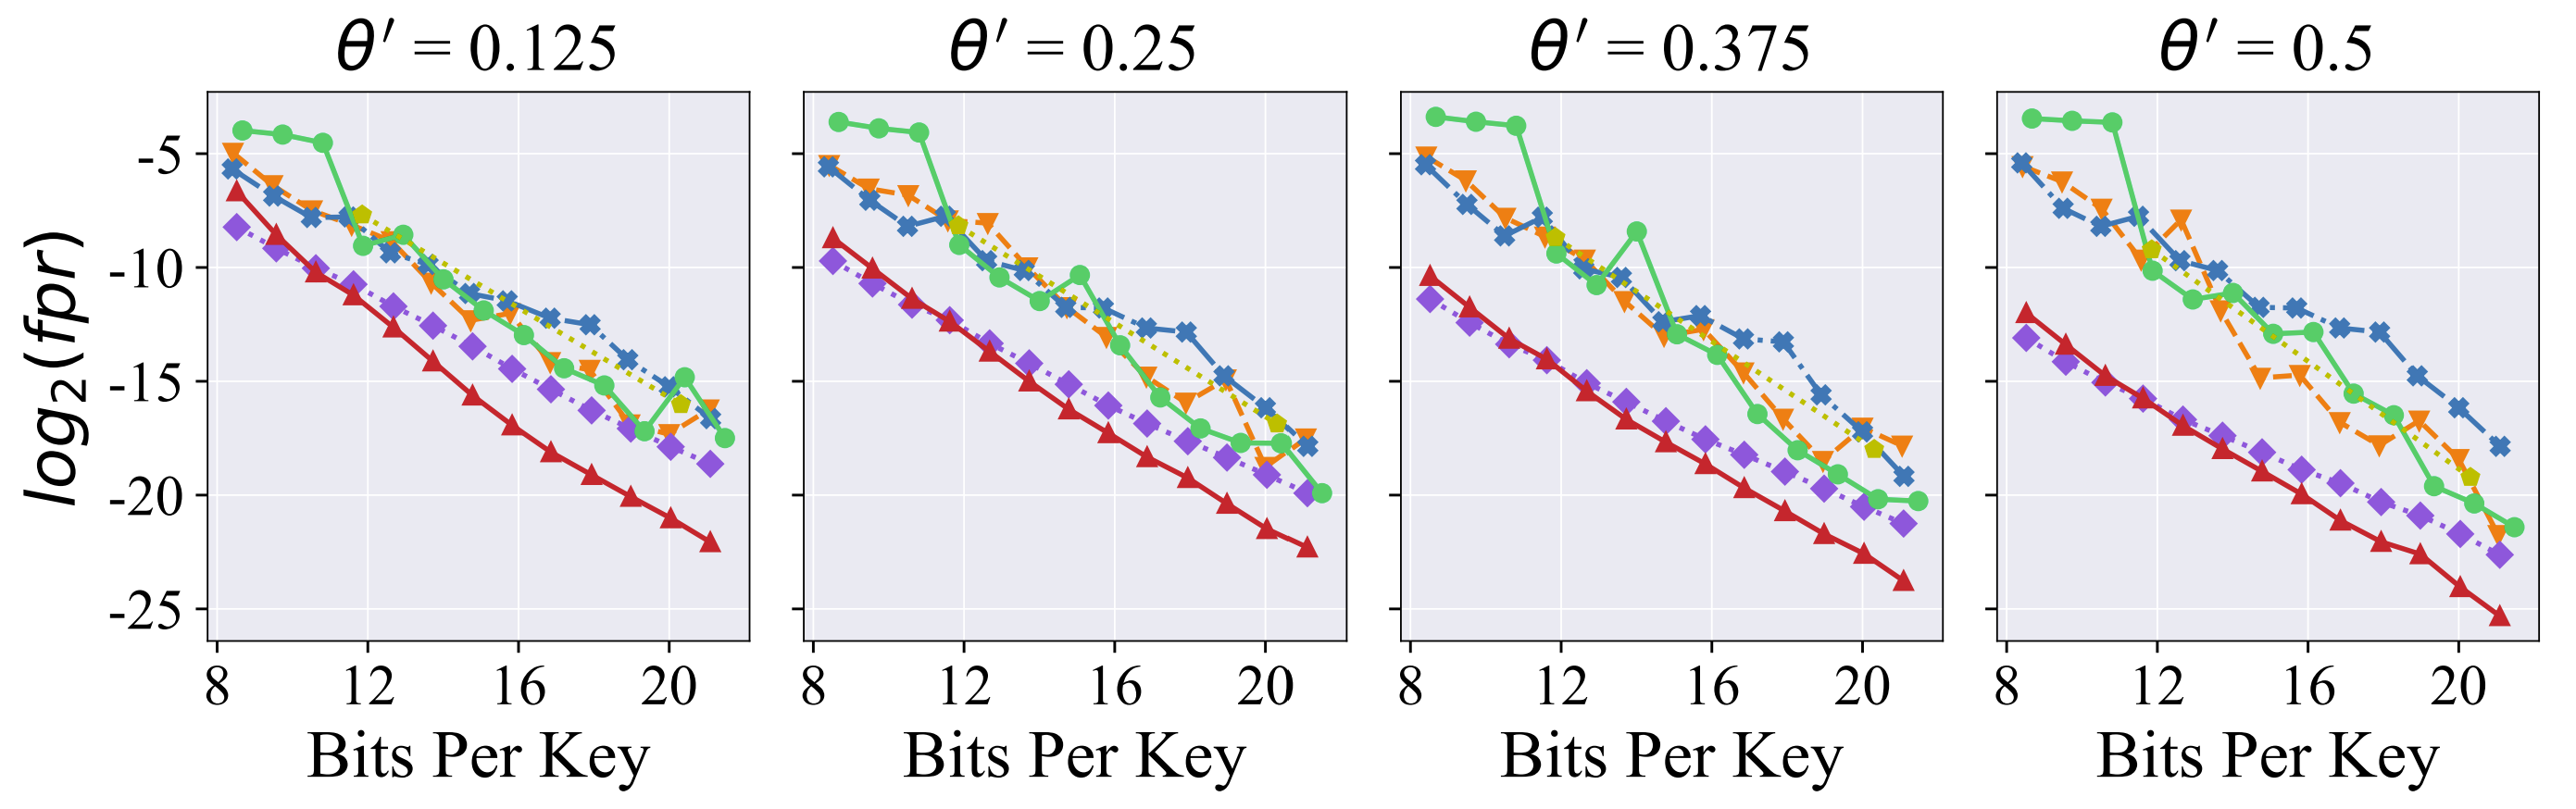 θ′ = 0.125
θ′ = 0.25
θ′ = 0.375
θ′ = 0.5
log₂(fpr)
-5
-10
-15
-20
-25
8 12 16 20
8 12 16 20
8 12 16 20
8 12 16 20
Bits Per Key
Bits Per Key
Bits Per Key
Bits Per Key